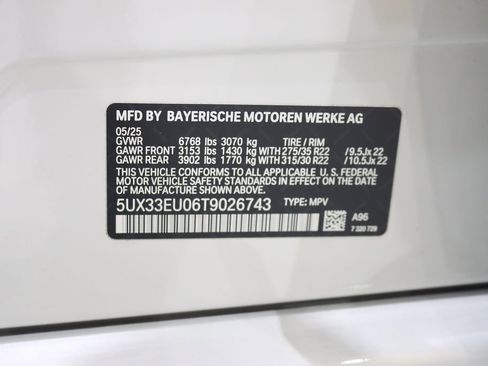 MFD BY BAYERISCHE MOTOREN WERKE AG
05/25
GVWR 6768 lbs 3070 kg TIRE / RIM
GAWR FRONT 3153 lbs 1430 kg WITH 275/35 R22 /9.5Jx 22
GAWR REAR 3902 lbs 1770 kg WITH 315/30 R22 /10.5Jx 22
THIS VEHICLE CONFORMS TO ALL APPLICABLE U.S. FEDERAL
MOTOR VEHICLE SAFETY STANDARDS IN EFFECT ON THE DATE OF
MANUFACTURE SHOWN ABOVE.
5UX33EU06T9026743 TYPE: MPV
A96
7 320 729